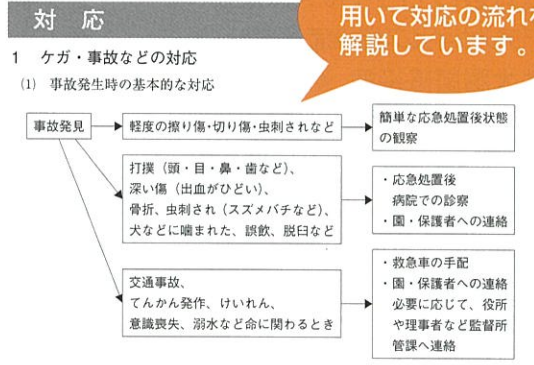 対 応
用いて対応の流れを
解説しています。
1 ケガ・事故などの対応
(1) 事故発生時の基本的な対応
事故発見
軽度の擦り傷・切り傷・虫刺されなど
簡単な応急処置後状態
の観察
打撲（頭・目・鼻・歯など）、
深い傷（出血がひどい）、
骨折、虫刺され（スズメバチなど）、
犬などに噛まれた、誤飲、脱臼など
・応急処置後
病院での診察
・園・保護者への連絡
交通事故、
てんかん発作、けいれん、
意識喪失、溺水など命に関わるとき
・救急車の手配
・園・保護者への連絡
必要に応じて、役所
や理事者など監督所
管課へ連絡